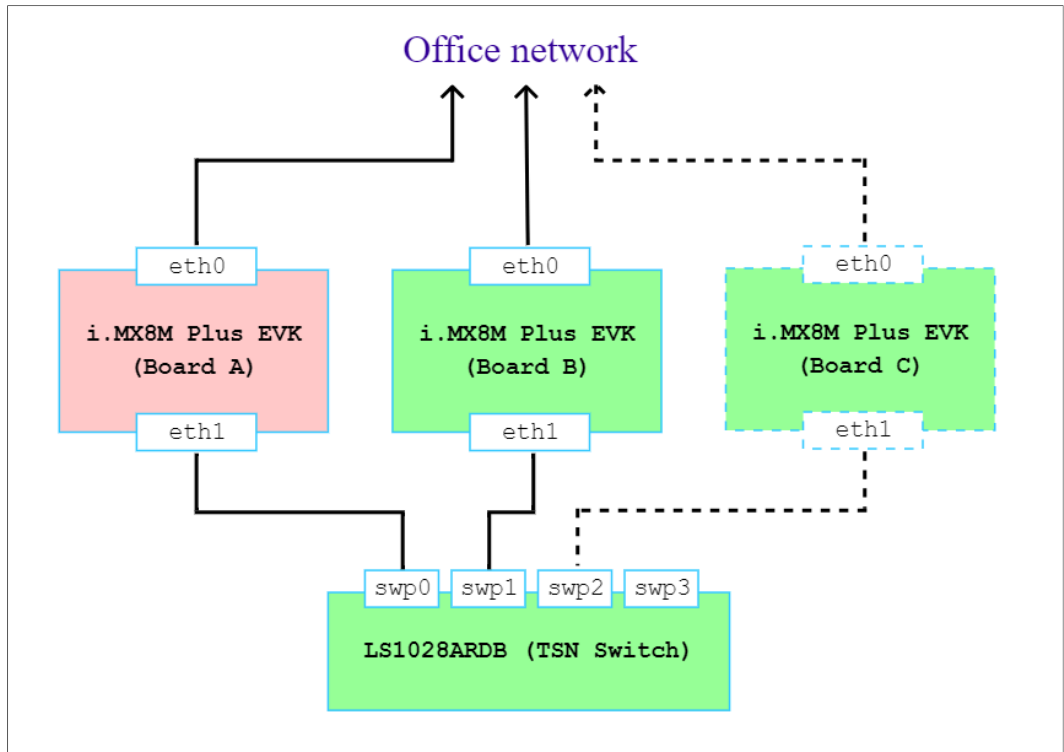 Office network
eth0
eth0
eth0
i.MX8M Plus EVK
(Board A)
i.MX8M Plus EVK
(Board B)
i.MX8M Plus EVK
(Board C)
eth1
eth1
eth1
swp0
swp1
swp2
swp3
LS1028ARDB (TSN Switch)